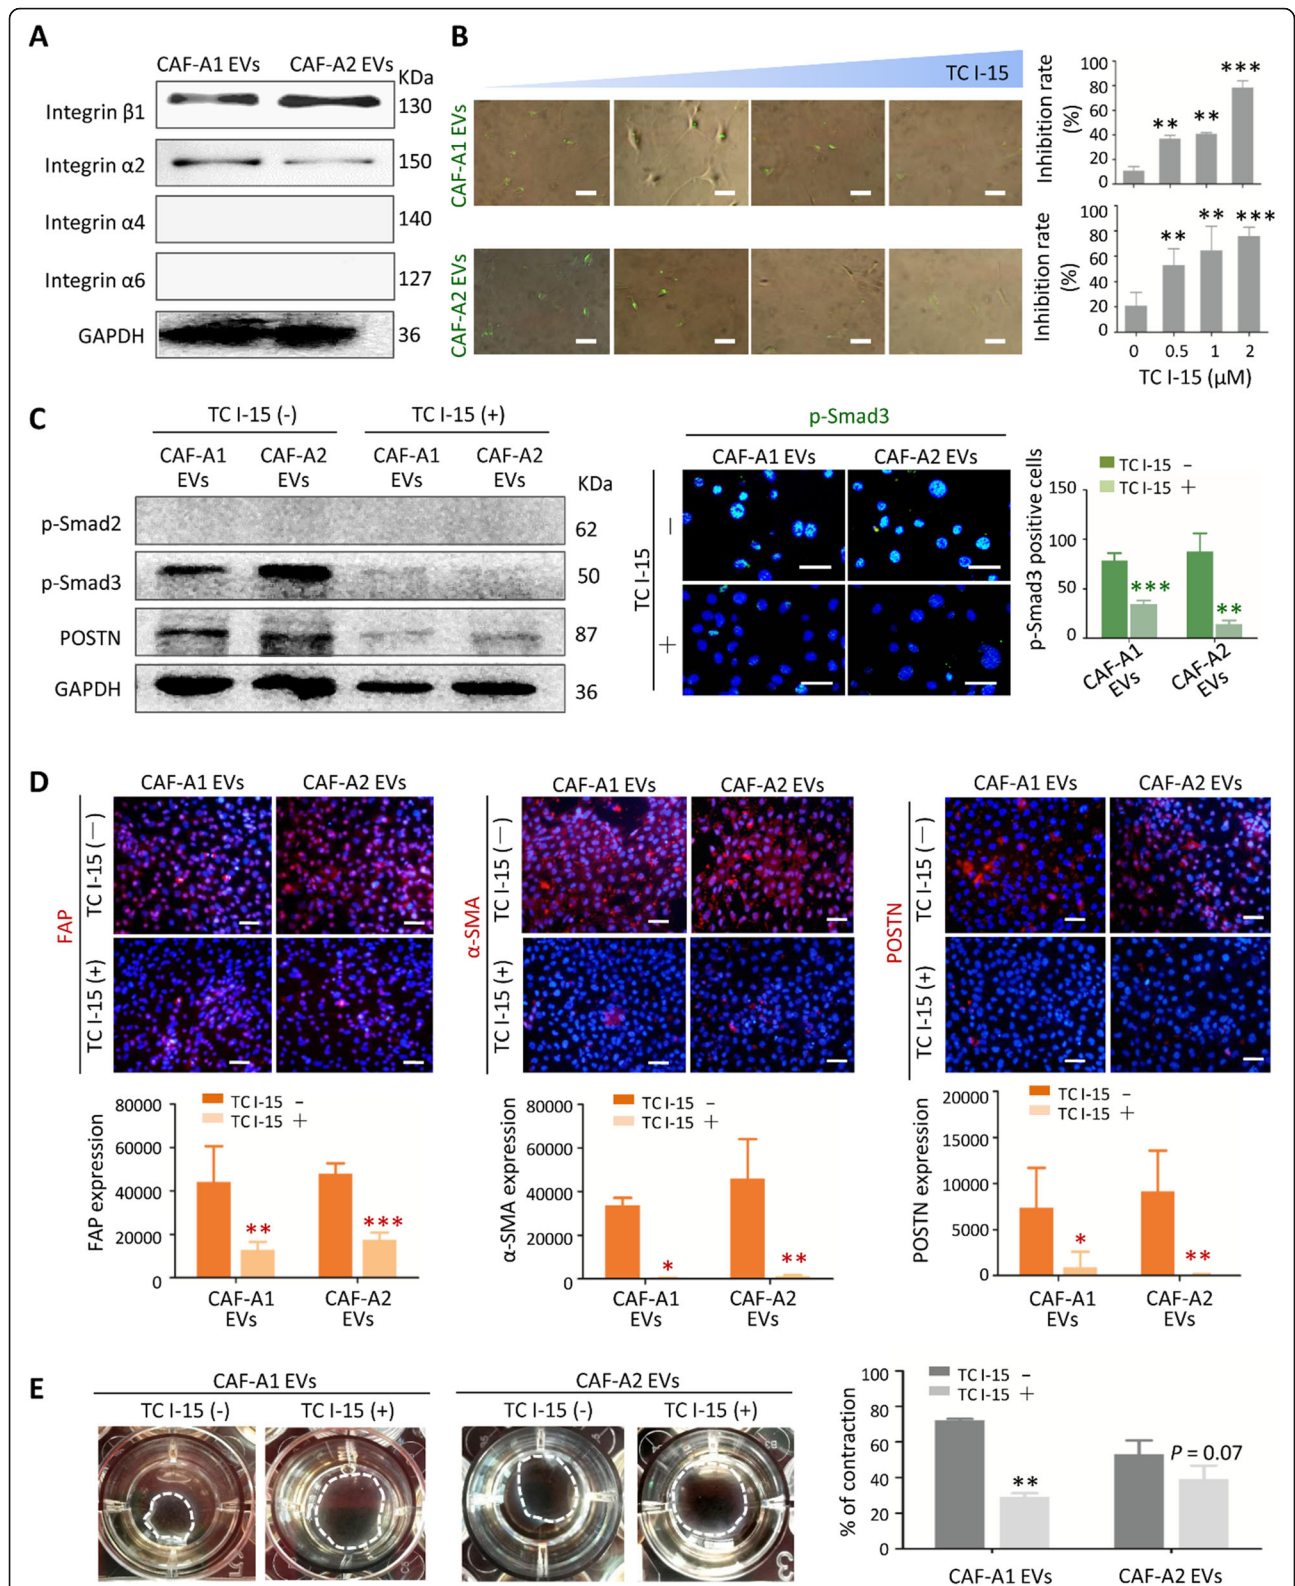 A
CAF-A1 EVs CAF-A2 EVs
KDa
Integrin β1 130
Integrin α2 150
Integrin α4 140
Integrin α6 127
GAPDH 36
B
TC I-15
CAF-A1 EVs
CAF-A2 EVs
Inhibition rate
(%)
100
80
60
40
20
0
** ** ***
Inhibition rate
(%)
100
80
60
40
20
0
** ** ***
0 0.5 1 2
TC I-15 (μM)
C
TC I-15 (-) TC I-15 (+)
CAF-A1 CAF-A2 CAF-A1 CAF-A2
EVs EVs EVs EVs
KDa
p-Smad2 62
p-Smad3 50
POSTN 87
GAPDH 36
p-Smad3
CAF-A1 EVs CAF-A2 EVs
TC I-15
− +
p-Smad3 positive cells
TC I-15 −
TC I-15 +
150
100
50
0
*** **
CAF-A1
EVs
CAF-A2
EVs
D
CAF-A1 EVs CAF-A2 EVs
FAP
TC I-15 (—)
TC I-15 (+)
CAF-A1 EVs CAF-A2 EVs
α-SMA
TC I-15 (—)
TC I-15 (+)
CAF-A1 EVs CAF-A2 EVs
POSTN
TC I-15 (—)
TC I-15 (+)
FAP expression
TC I-15 −
TC I-15 +
80000
60000
40000
20000
0
** ***
CAF-A1 CAF-A2
EVs EVs
α-SMA expression
TC I-15 −
TC I-15 +
80000
60000
40000
20000
0
* **
CAF-A1 CAF-A2
EVs EVs
POSTN expression
TC I-15 −
TC I-15 +
20000
15000
10000
5000
0
* **
CAF-A1 CAF-A2
EVs EVs
E
CAF-A1 EVs CAF-A2 EVs
TC I-15 (-) TC I-15 (+) TC I-15 (-) TC I-15 (+)
% of contraction
TC I-15 −
TC I-15 +
100
80
60
40
20
0
**
P = 0.07
CAF-A1 EVs CAF-A2 EVs